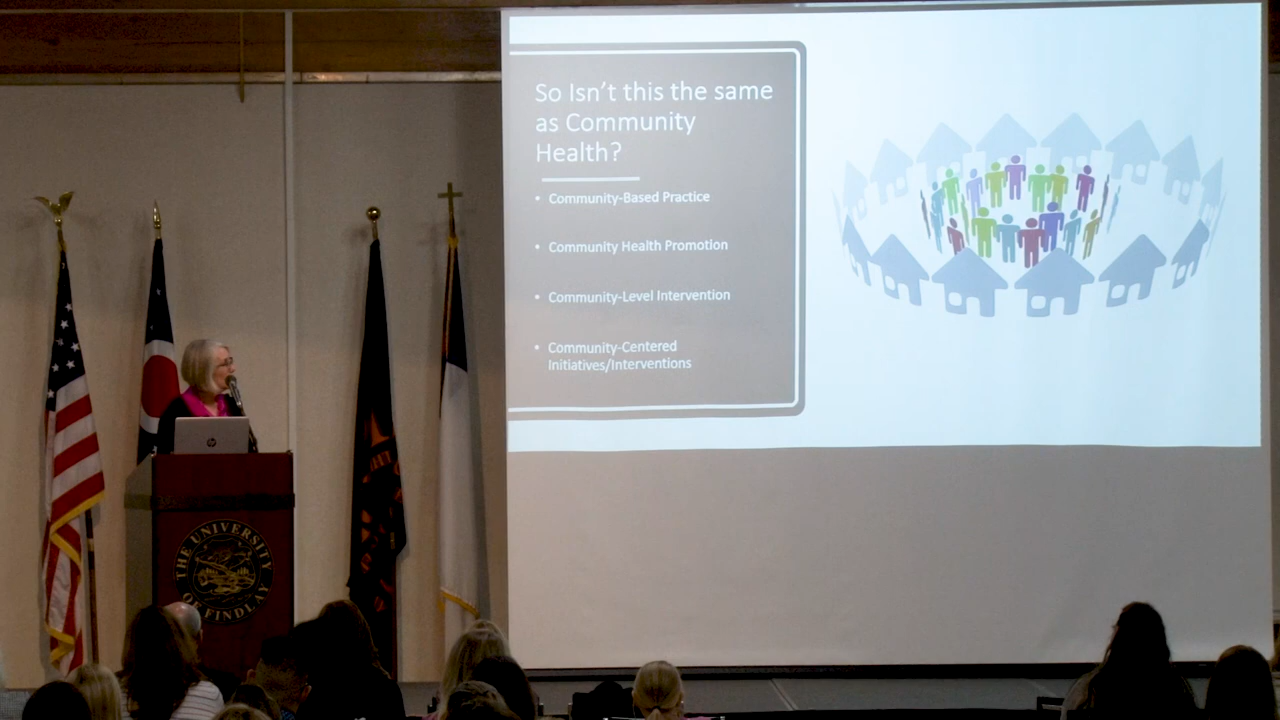 So Isn't this the same
as Community
Health?
• Community-Based Practice
• Community Health Promotion
• Community-Level Intervention
• Community-Centered
Initiatives/Interventions
hp
THE UNIVERSITY
OF FINDLAY